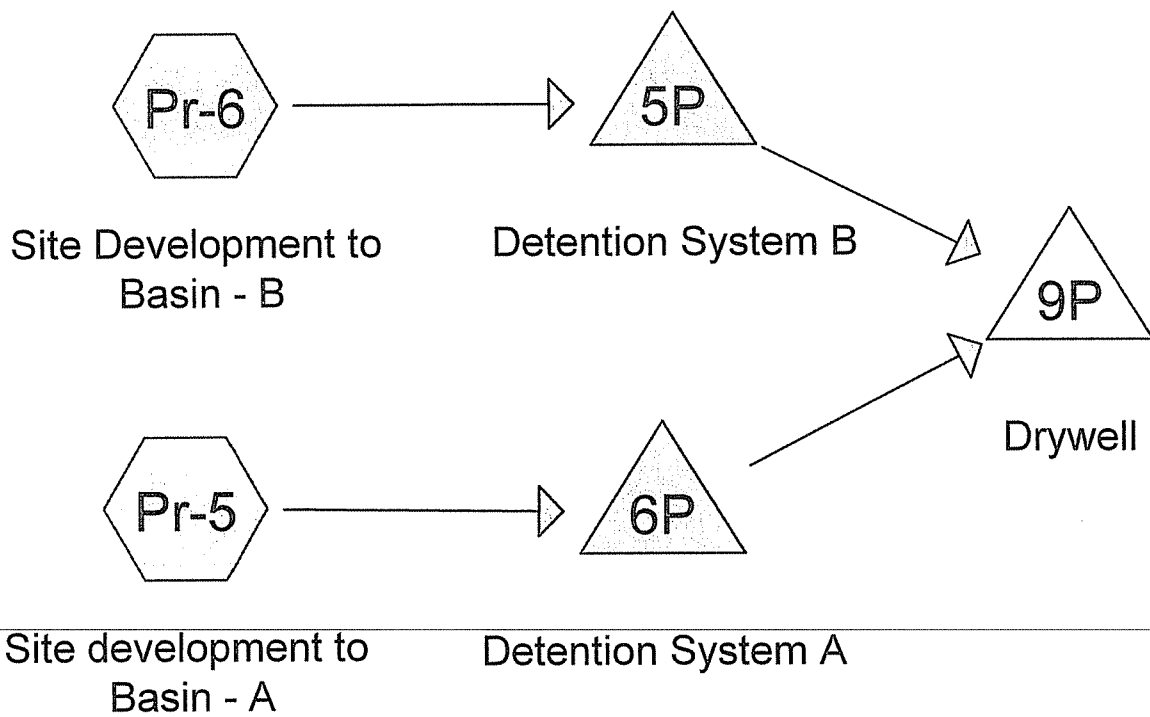 Pr-6
5P
Site Development to
Basin - B
Detention System B
9P
Drywell
Pr-5
6P
Site development to
Basin - A
Detention System A